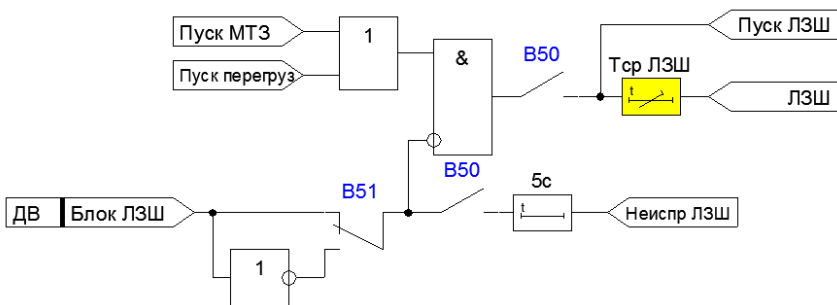 Пуск МТЗ
1
Пуск перегруз
&
В50
Пуск ЛЗШ
Тср ЛЗШ
t
ЛЗШ
В50
5с
t
Неиспр ЛЗШ
В51
ДВ
Блок ЛЗШ
1